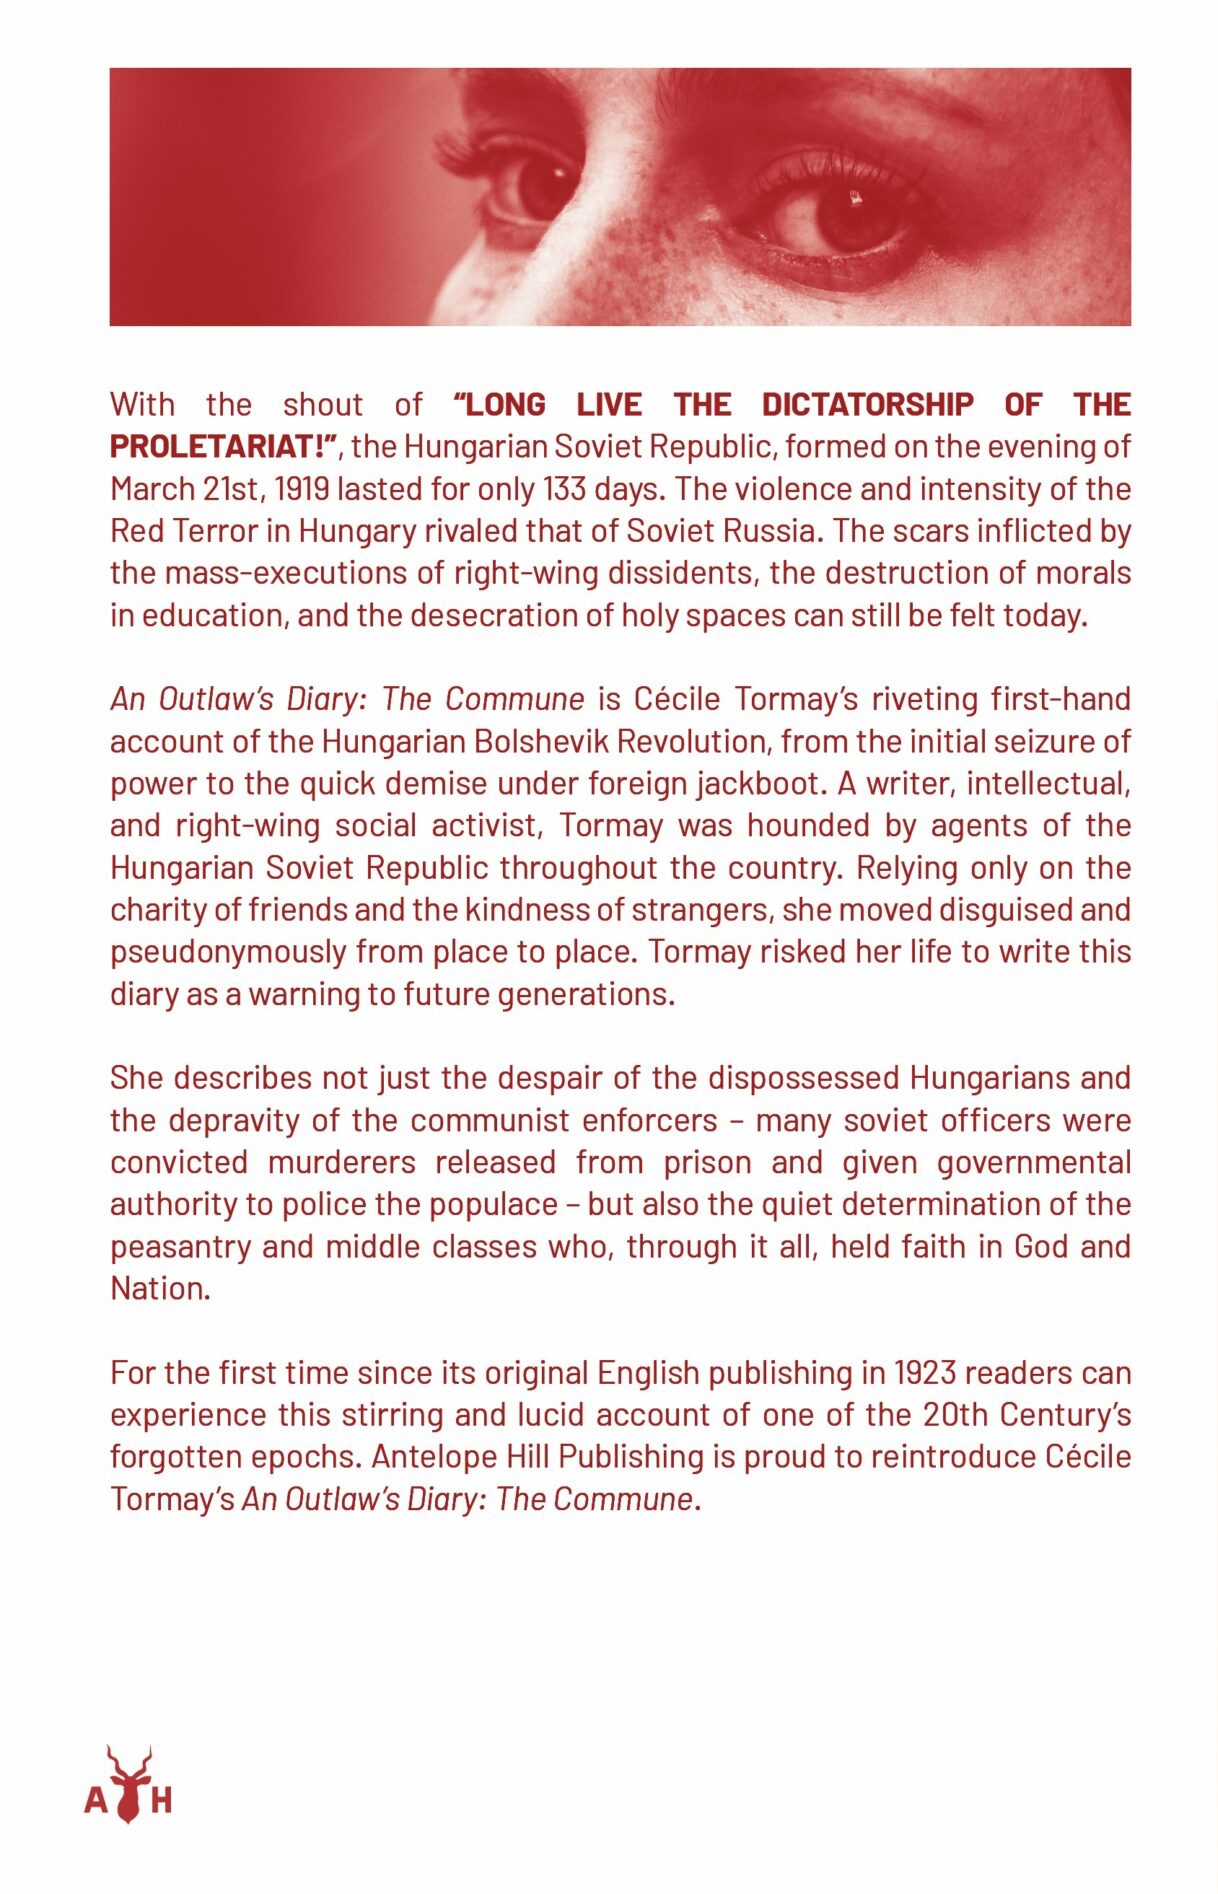 With the shout of “LONG LIVE THE DICTATORSHIP OF THE
PROLETARIAT!”, the Hungarian Soviet Republic, formed on the evening of
March 21st, 1919 lasted for only 133 days. The violence and intensity of the
Red Terror in Hungary rivaled that of Soviet Russia. The scars inflicted by
the mass-executions of right-wing dissidents, the destruction of morals
in education, and the desecration of holy spaces can still be felt today.
An Outlaw’s Diary: The Commune is Cécile Tormay’s riveting first-hand
account of the Hungarian Bolshevik Revolution, from the initial seizure of
power to the quick demise under foreign jackboot. A writer, intellectual,
and right-wing social activist, Tormay was hounded by agents of the
Hungarian Soviet Republic throughout the country. Relying only on the
charity of friends and the kindness of strangers, she moved disguised and
pseudonymously from place to place. Tormay risked her life to write this
diary as a warning to future generations.
She describes not just the despair of the dispossessed Hungarians and
the depravity of the communist enforcers – many soviet officers were
convicted murderers released from prison and given governmental
authority to police the populace – but also the quiet determination of the
peasantry and middle classes who, through it all, held faith in God and
Nation.
For the first time since its original English publishing in 1923 readers can
experience this stirring and lucid account of one of the 20th Century’s
forgotten epochs. Antelope Hill Publishing is proud to reintroduce Cécile
Tormay’s An Outlaw’s Diary: The Commune.
A H